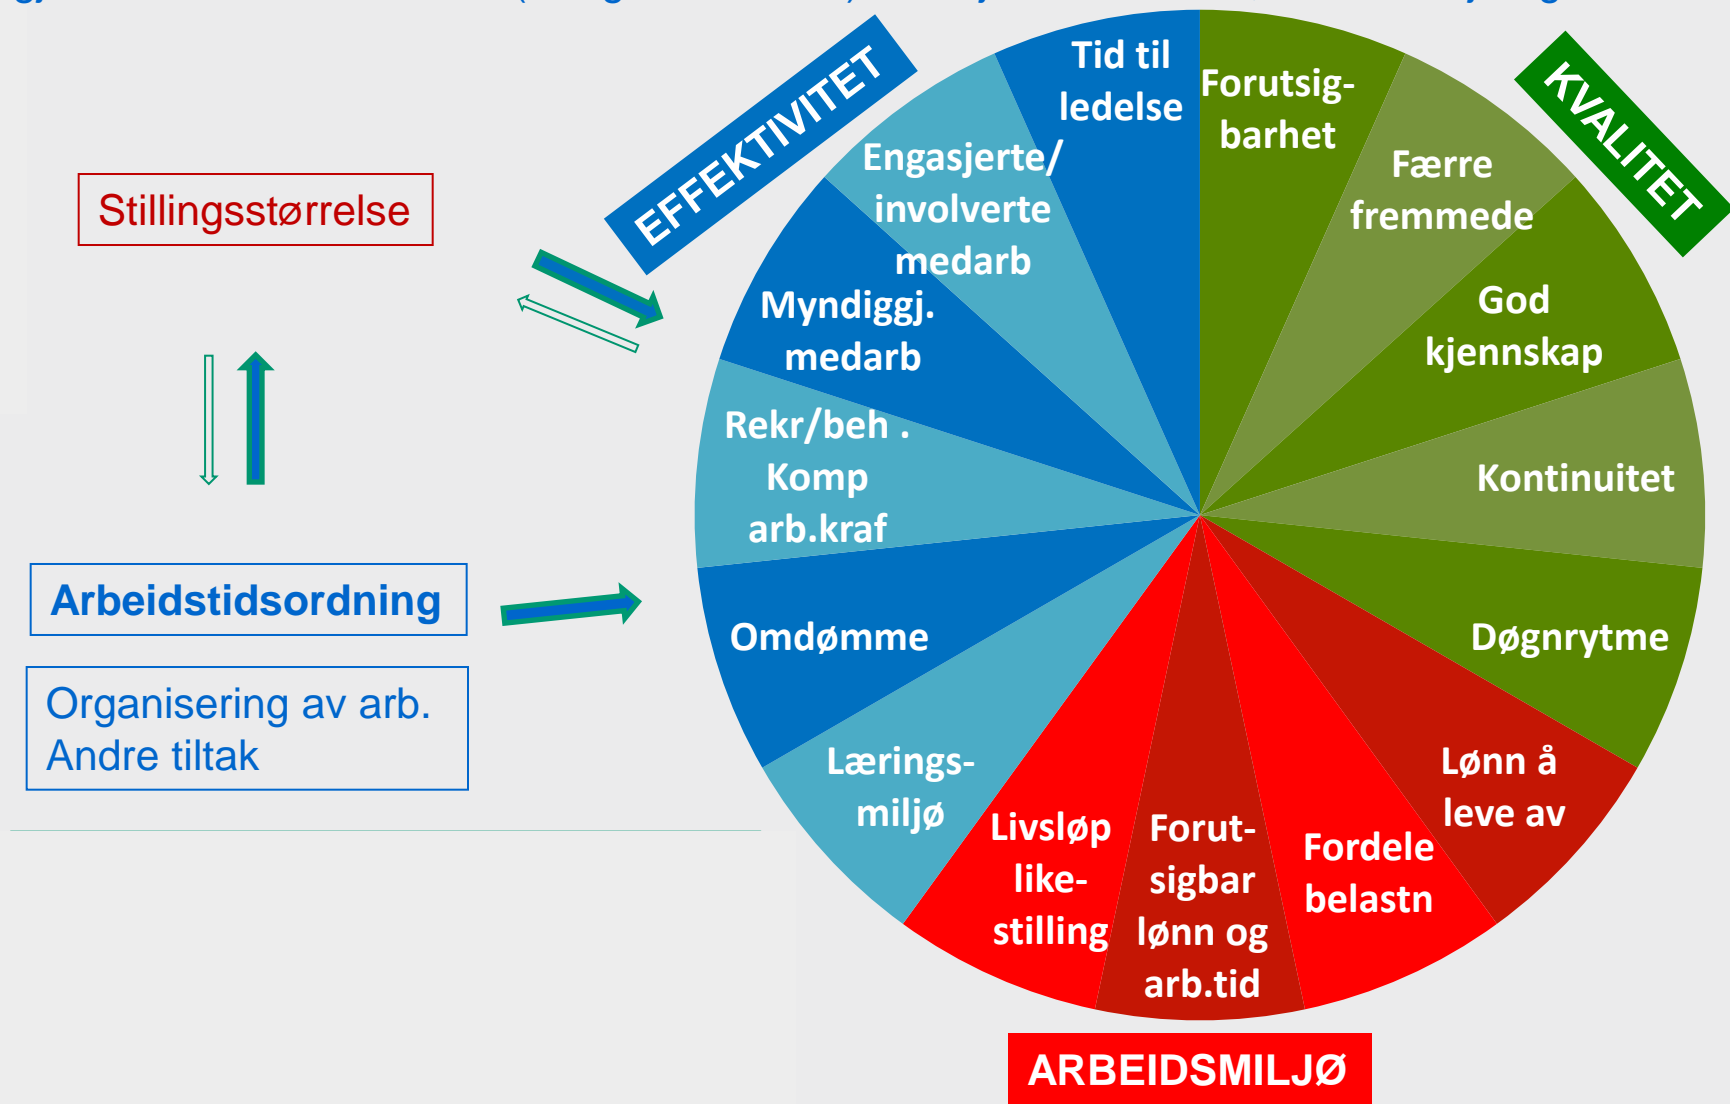 EFFEKTIVITET
KVALITET
Stillingsstørrelse
Arbeidstidsordning
Organisering av arb.
Andre tiltak
Tid til
ledelse
Forutsig-
barhet
Færre
fremmede
God
kjennskap
Kontinuitet
Døgnrytme
Lønn å
leve av
Fordele
belastn
Forut-
sigbar
lønn og
arb.tid
Livsløp
like-
stilling
Lærings-
miljø
Omdømme
Rekr/beh .
Komp
arb.kraf
Myndiggj.
medarb
Engasjerte/
involverte
medarb
ARBEIDSMILJØ